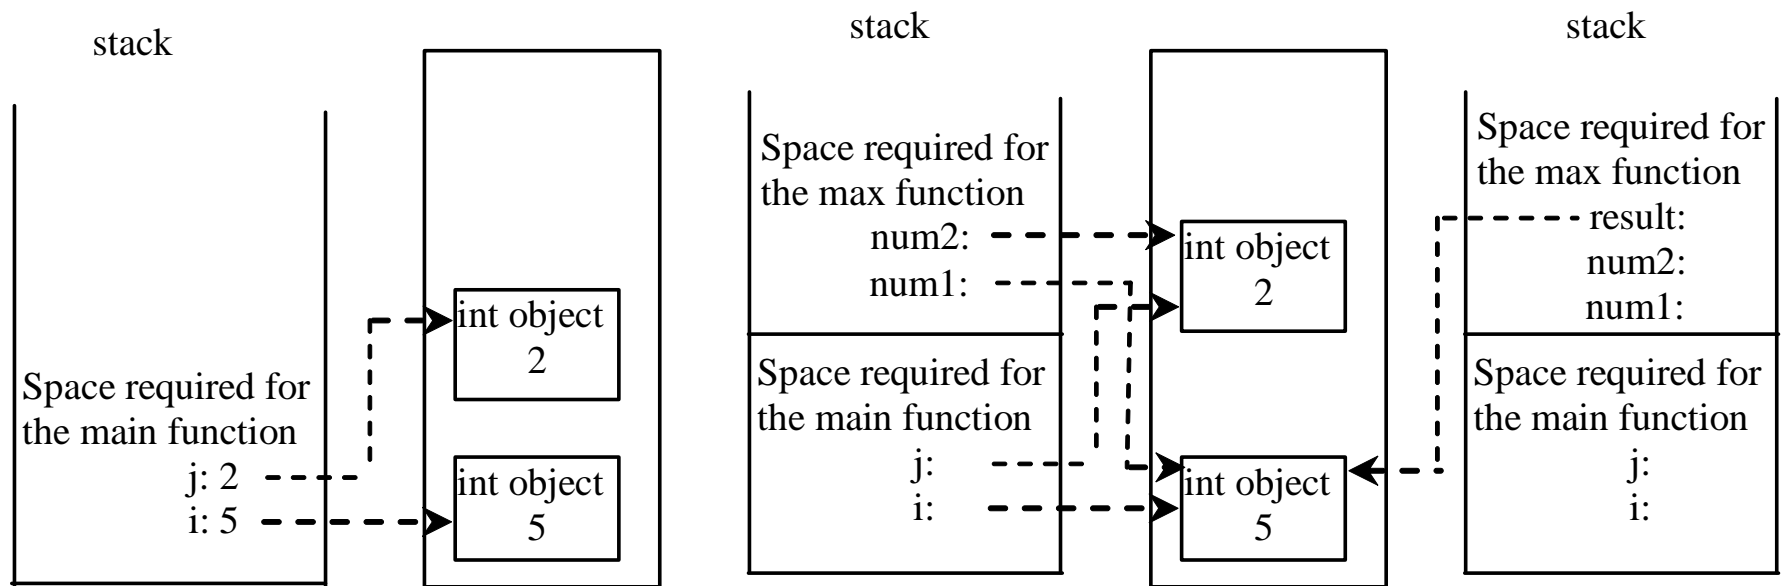 stack
Space required for
the main function
j: 2
i: 5
int object
2
int object
5
stack
Space required for
the max function
num2:
num1:
Space required for
the main function
j:
i:
int object
2
int object
5
stack
Space required for
the max function
result:
num2:
num1:
Space required for
the main function
j:
i: